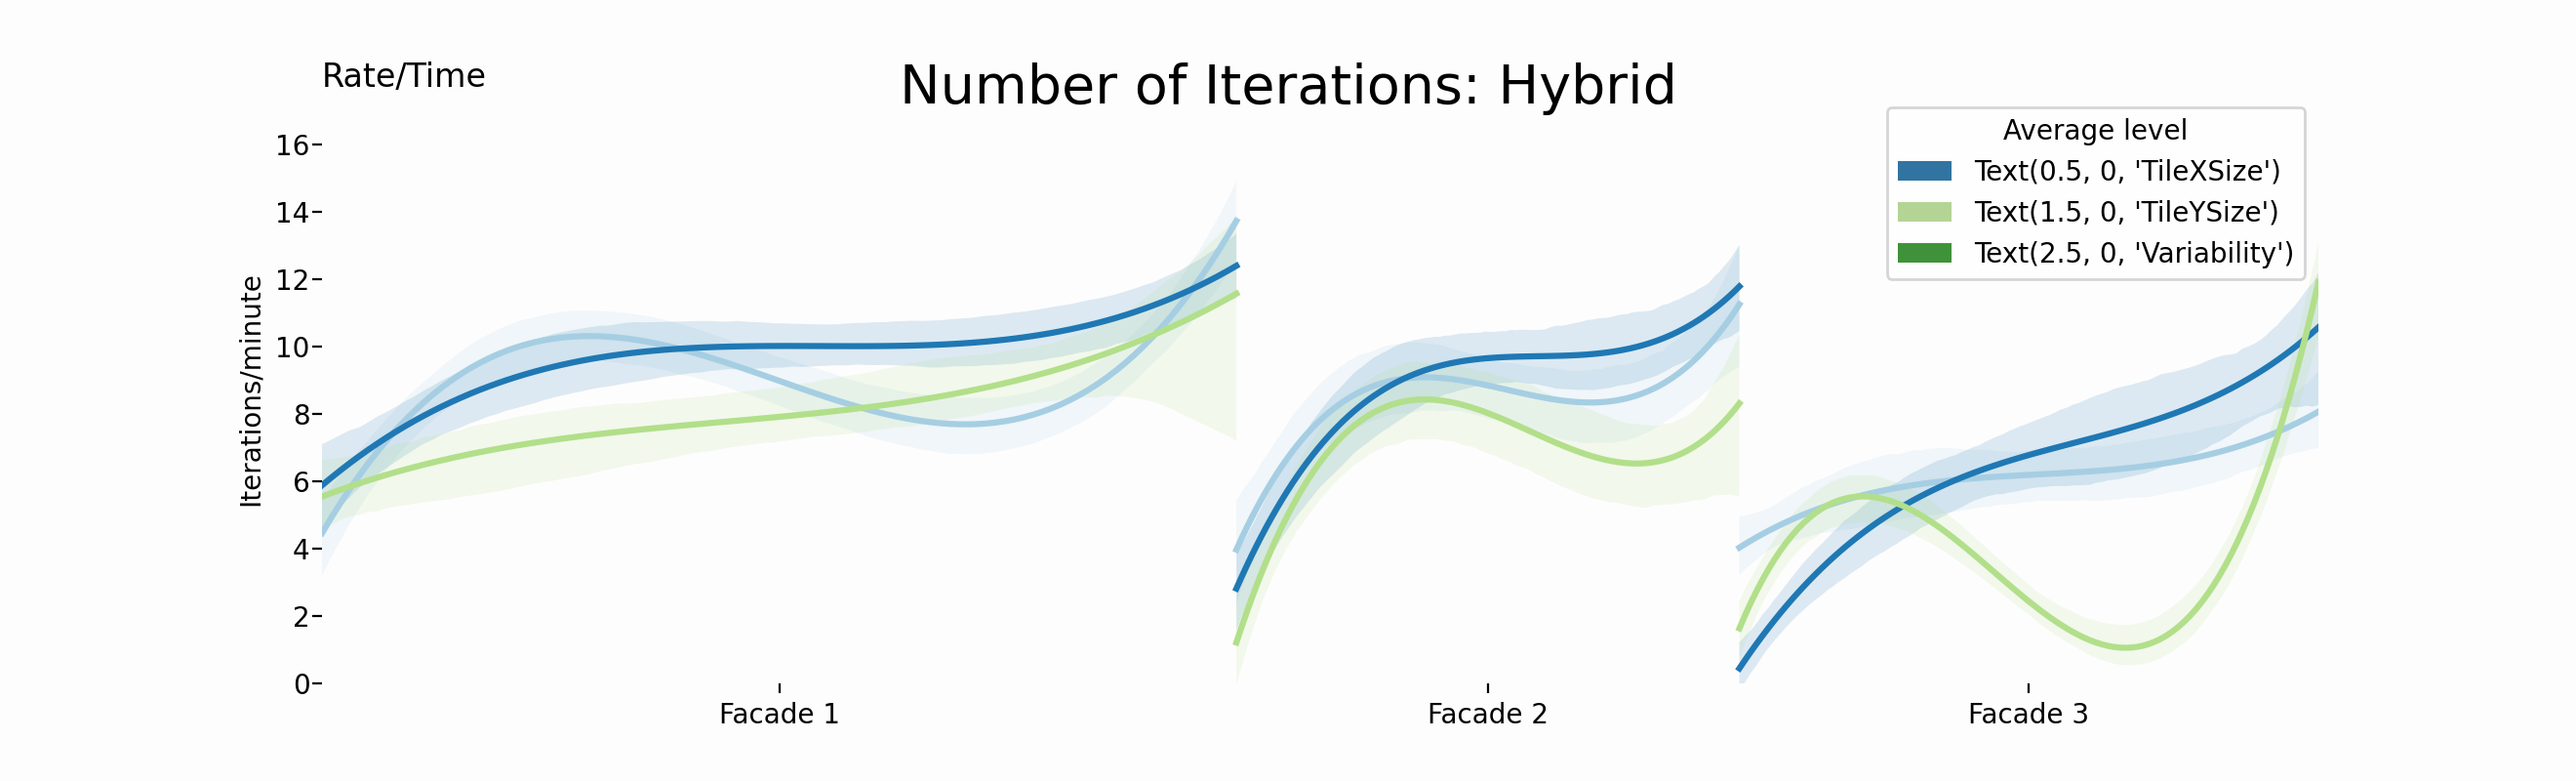 Rate/Time
Number of Iterations: Hybrid
Average level
Text(0.5, 0, 'TileXSize')
Text(1.5, 0, 'TileYSize')
Text(2.5, 0, 'Variability')
Iterations/minute
16
14
12
10
8
6
4
2
0
Facade 1
Facade 2
Facade 3